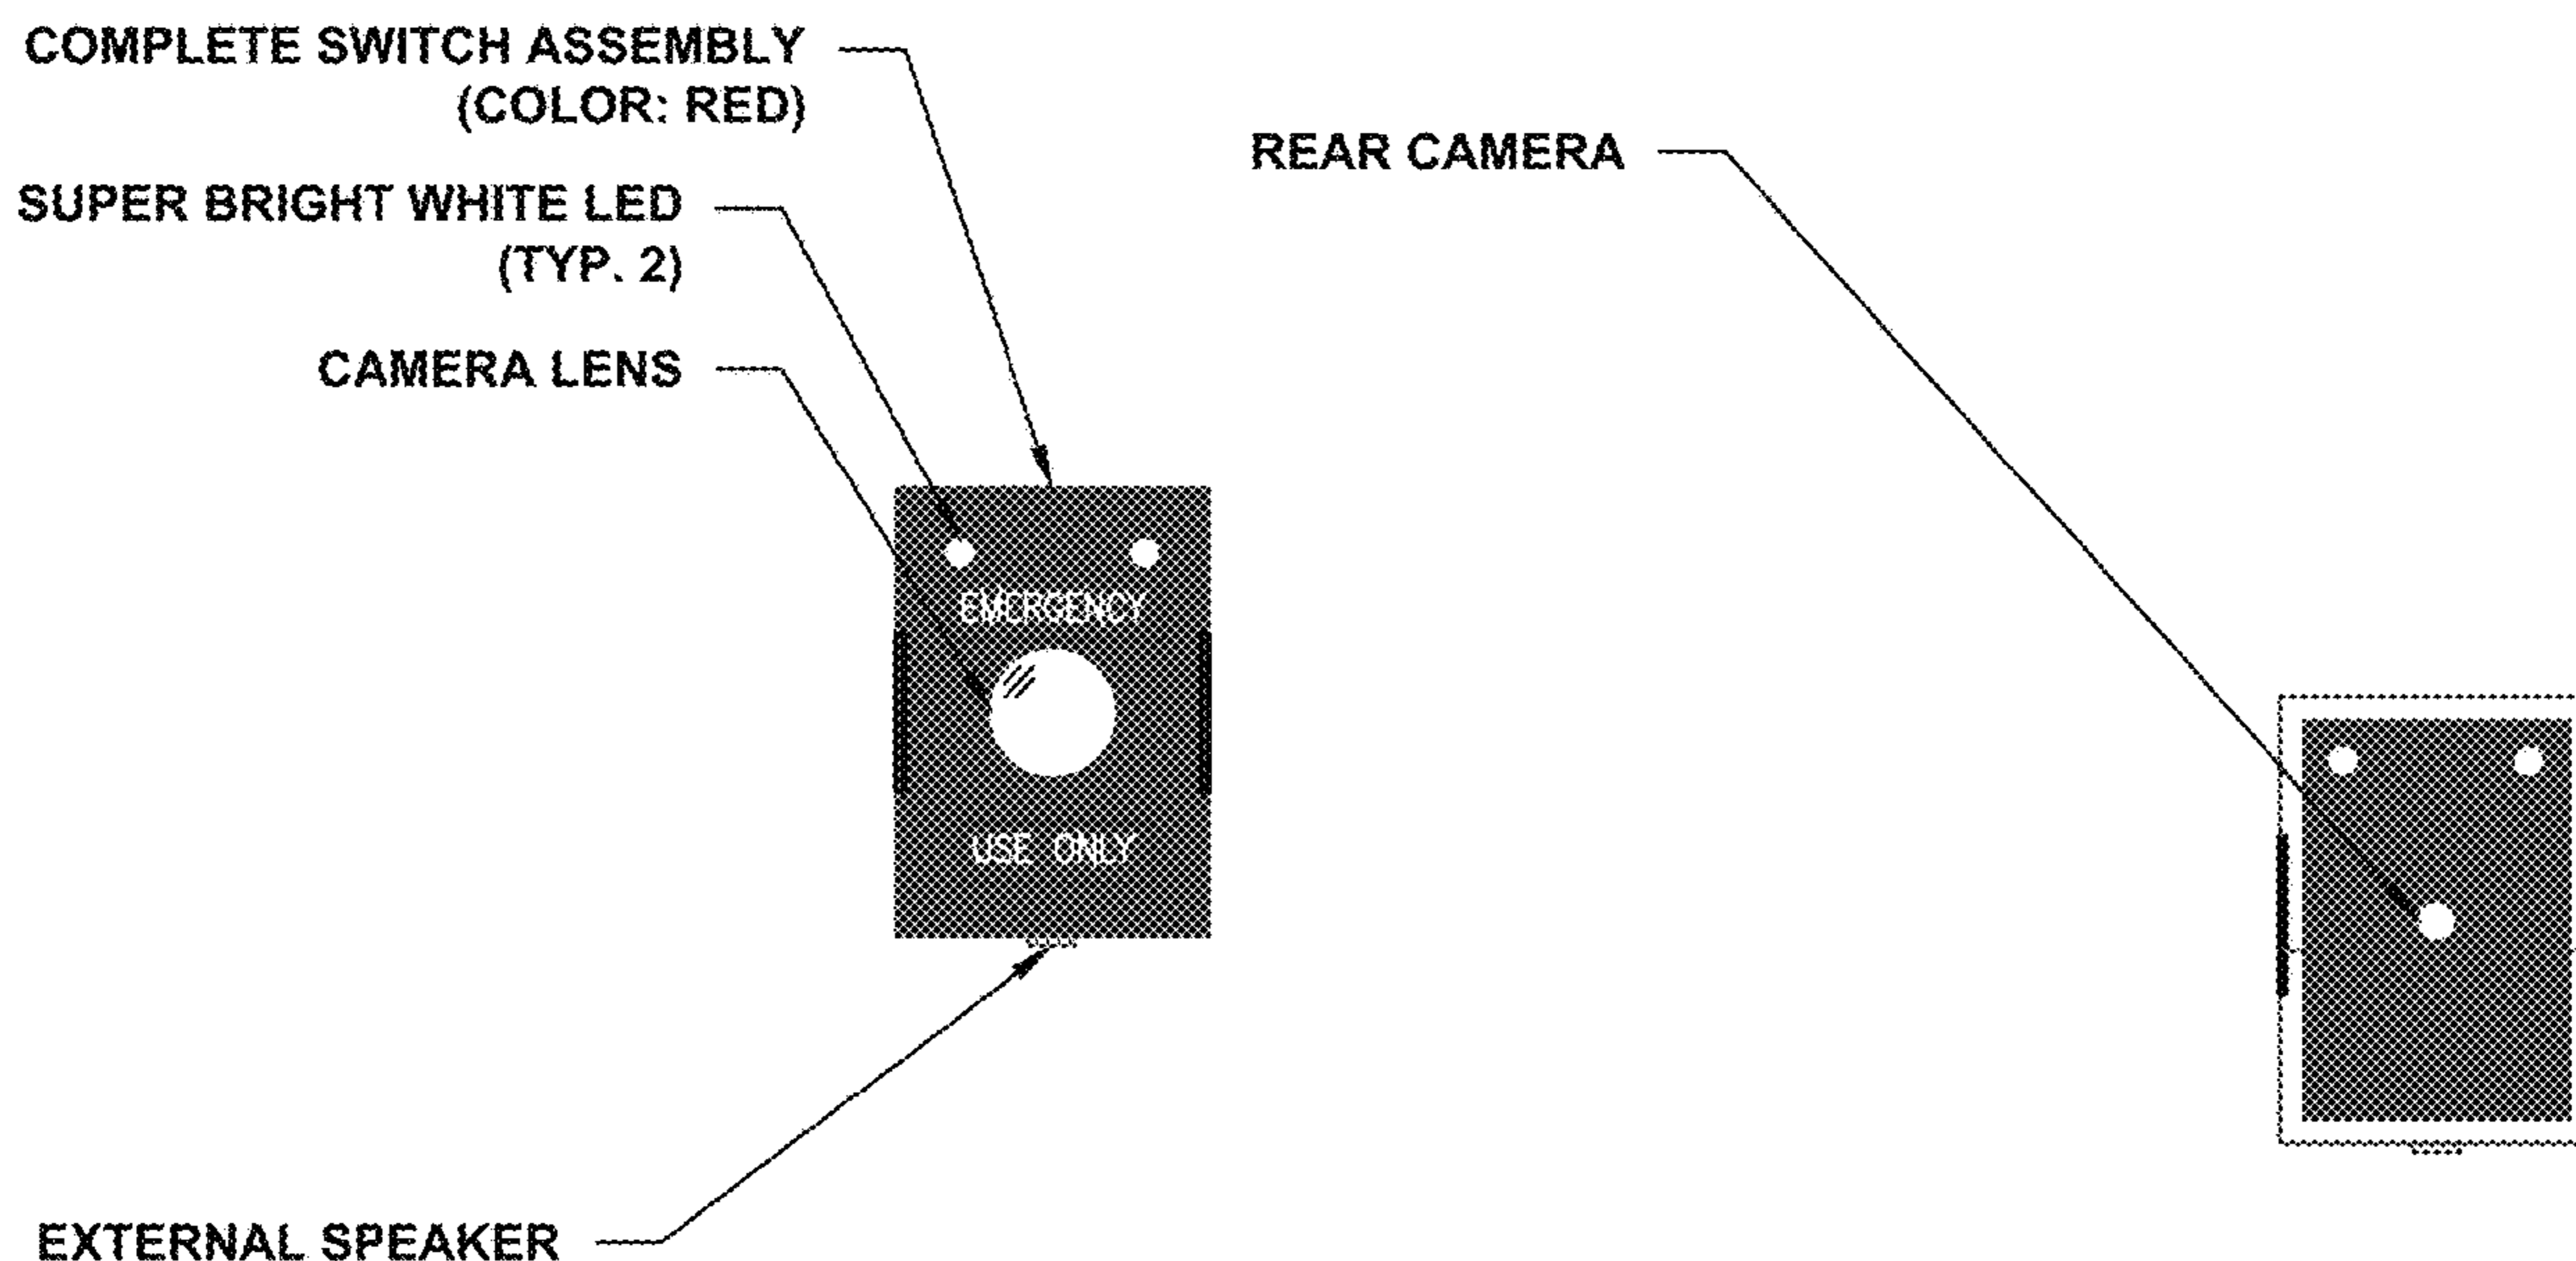 COMPLETE SWITCH ASSEMBLY
(COLOR: RED)
REAR CAMERA
SUPER BRIGHT WHITE LED
(TYP. 2)
CAMERA LENS
EMERGENCY
USE ONLY
EXTERNAL SPEAKER